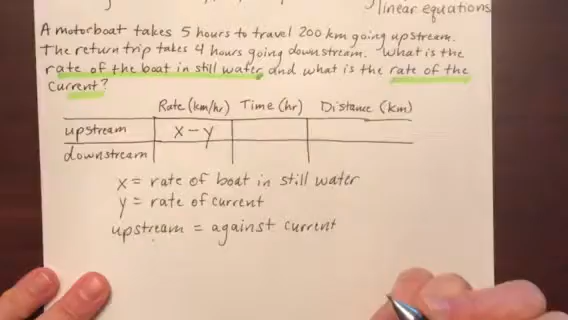 linear equations
A motorboat takes 5 hours to travel 200 km going upstream.
The return trip takes 4 hours going downstream. What is the
rate of the boat in still water and what is the rate of the
current?
Rate (km/hr) Time (hr) Distance (km)
upstream x-y
downstream
x = rate of boat in still water
y = rate of current
upstream = against current